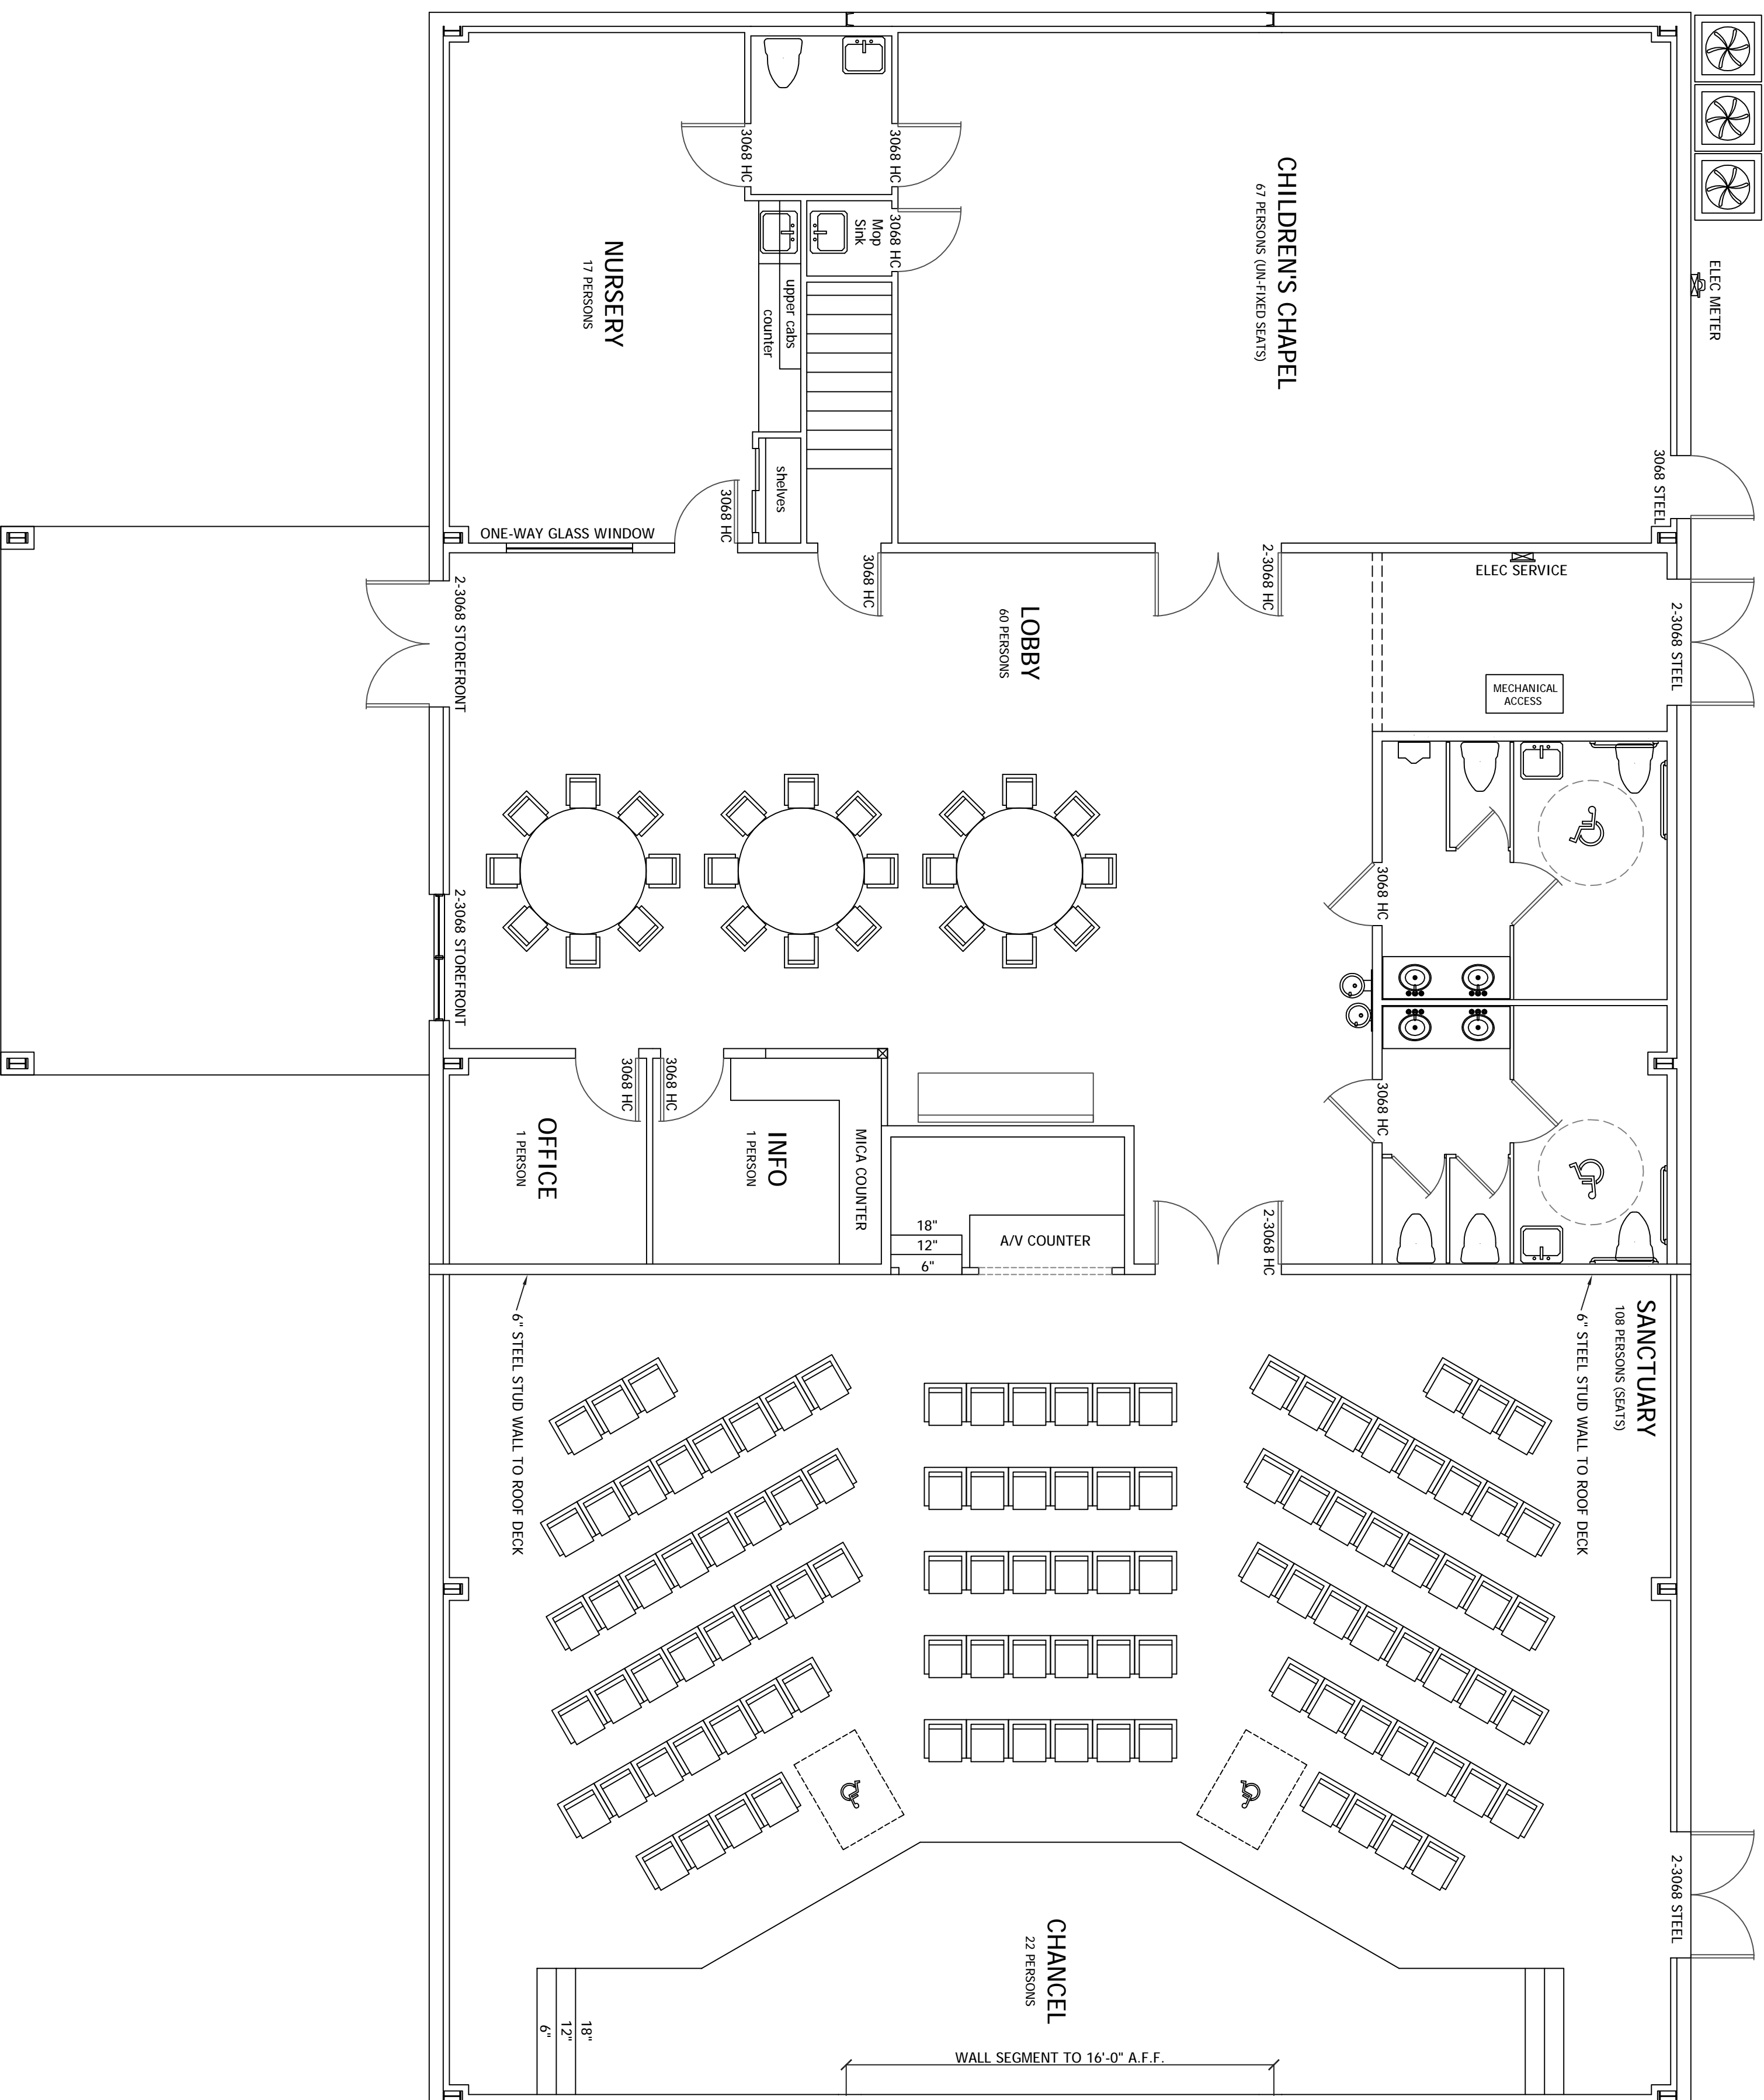 ELEC METER
3068 HC
3068 HC
3068 HC
Mop
Sink
CHILDREN'S CHAPEL
67 PERSONS (UN-FIXED SEATS)
NURSERY
17 PERSONS
upper cabs
counter
shelves
3068 HC
3068 STEEL
ONE-WAY GLASS WINDOW
3068 HC
2-3068 HC
ELEC SERVICE
2-3068 STOREFRONT
LOBBY
60 PERSONS
2-3068 STEEL
MECHANICAL
ACCESS
3068 HC
2-3068 STOREFRONT
3068 HC
3068 HC
3068 HC
OFFICE
1 PERSON
INFO
1 PERSON
MICA COUNTER
18"
12"
6"
A/V COUNTER
2-3068 HC
SANCTUARY
108 PERSONS (SEATS)
6" STEEL STUD WALL TO ROOF DECK
6" STEEL STUD WALL TO ROOF DECK
2-3068 STEEL
CHANCEL
22 PERSONS
18"
12"
6"
WALL SEGMENT TO 16'-0" A.F.F.